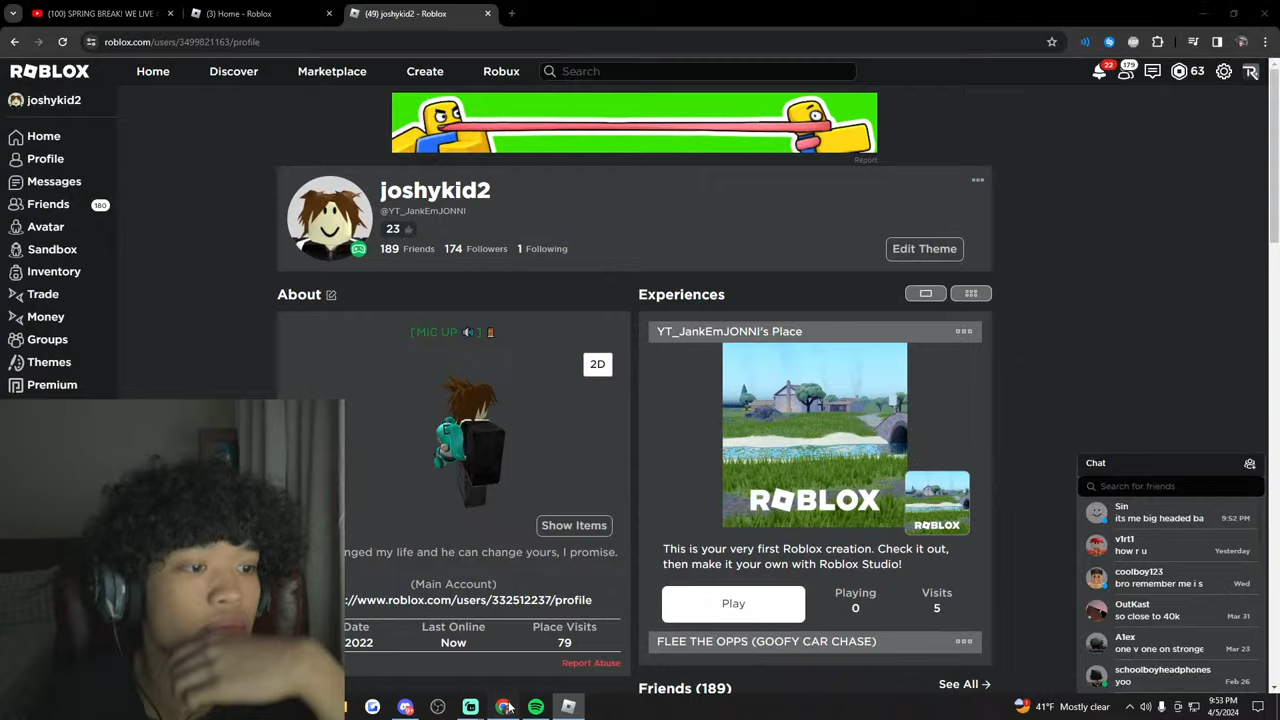 (100) SPRING BREAK! WE LIVE
(3) Home - Roblox
(49) joshykid2 - Roblox
roblox.com/users/3499821163/profile
ROBLOX
Home
Discover
Marketplace
Create
Robux
Search
22
179
63
joshykid2
Home
Profile
Messages
Friends
180
Avatar
Sandbox
Inventory
Trade
Money
Groups
Themes
Premium
Report
joshykid2
@YT_JankEmJONNI
23
189 Friends 174 Followers 1 Following
Edit Theme
About
[MIC UP 🔊] 🚪
2D
Show Items
nged my life and he can change yours, I promise.
(Main Account)
://www.roblox.com/users/332512237/profile
Date
Last Online
Place Visits
2022
Now
79
Report Abuse
Experiences
YT_JankEmJONNI's Place
ROBLOX
ROBLOX
This is your very first Roblox creation. Check it out,
then make it your own with Roblox Studio!
Play
Playing
0
Visits
5
FLEE THE OPPS (GOOFY CAR CHASE)
Friends (189)
See All →
Chat
Search for friends
Sin
its me big headed ba
9:52 PM
v1rt1
how r u
Yesterday
coolboy123
bro remember me i s
Wed
OutKast
so close to 40k
Mar 31
A1ex
one v one on stronge
Mar 23
schoolboyheadphones
yoo
Feb 26
41°F Mostly clear
9:53 PM
4/5/2024